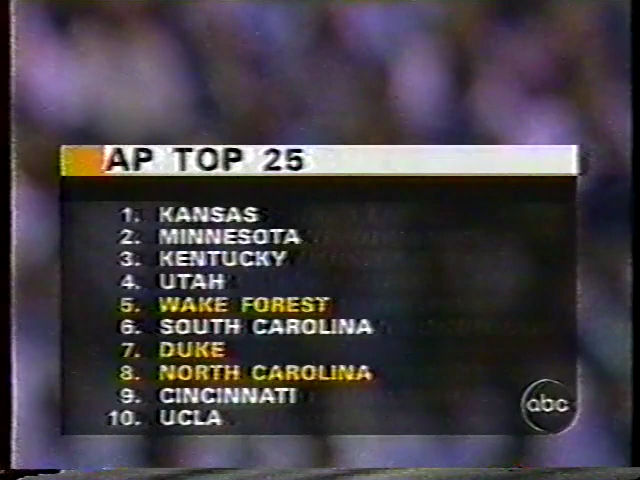 AP TOP 25
1. KANSAS
2. MINNESOTA
3. KENTUCKY
4. UTAH
5. WAKE FOREST
6. SOUTH CAROLINA
7. DUKE
8. NORTH CAROLINA
9. CINCINNATI
10. UCLA
abc